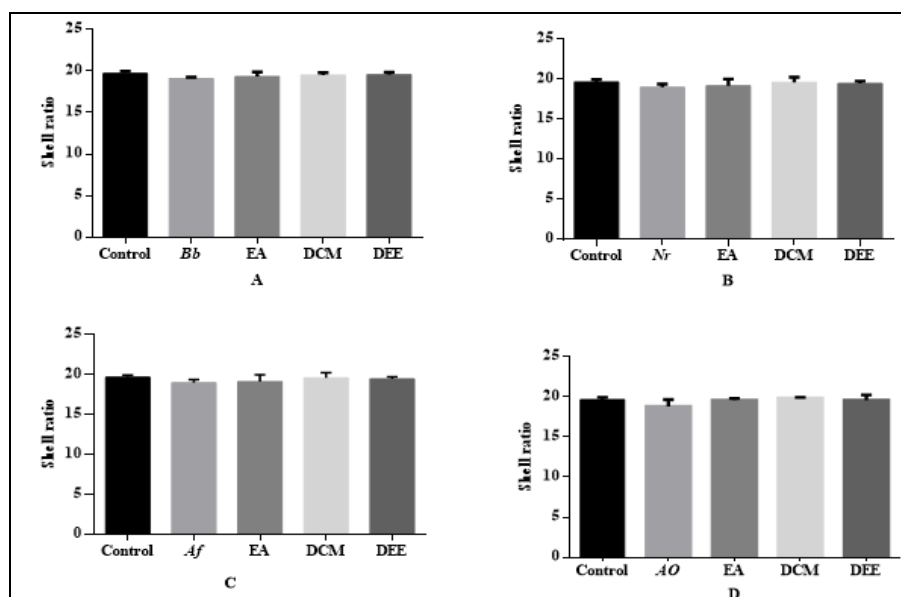 25
20
15
10
5
0
Shell ratio
Control Bb EA DCM DEE
A
25
20
15
10
5
0
Shell ratio
Control Nr EA DCM DEE
B
25
20
15
10
5
0
Shell ratio
Control Af EA DCM DEE
C
25
20
15
10
5
0
Shell ratio
Control AO EA DCM DEE
D